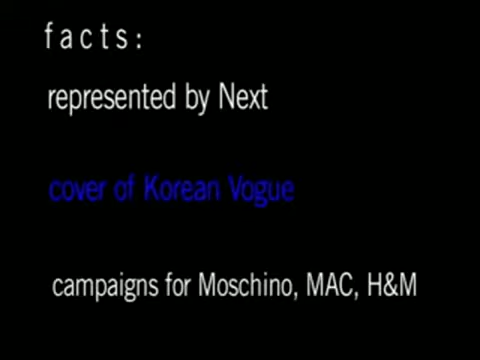 facts:
represented by Next
cover of Korean Vogue
campaigns for Moschino, MAC, H&M